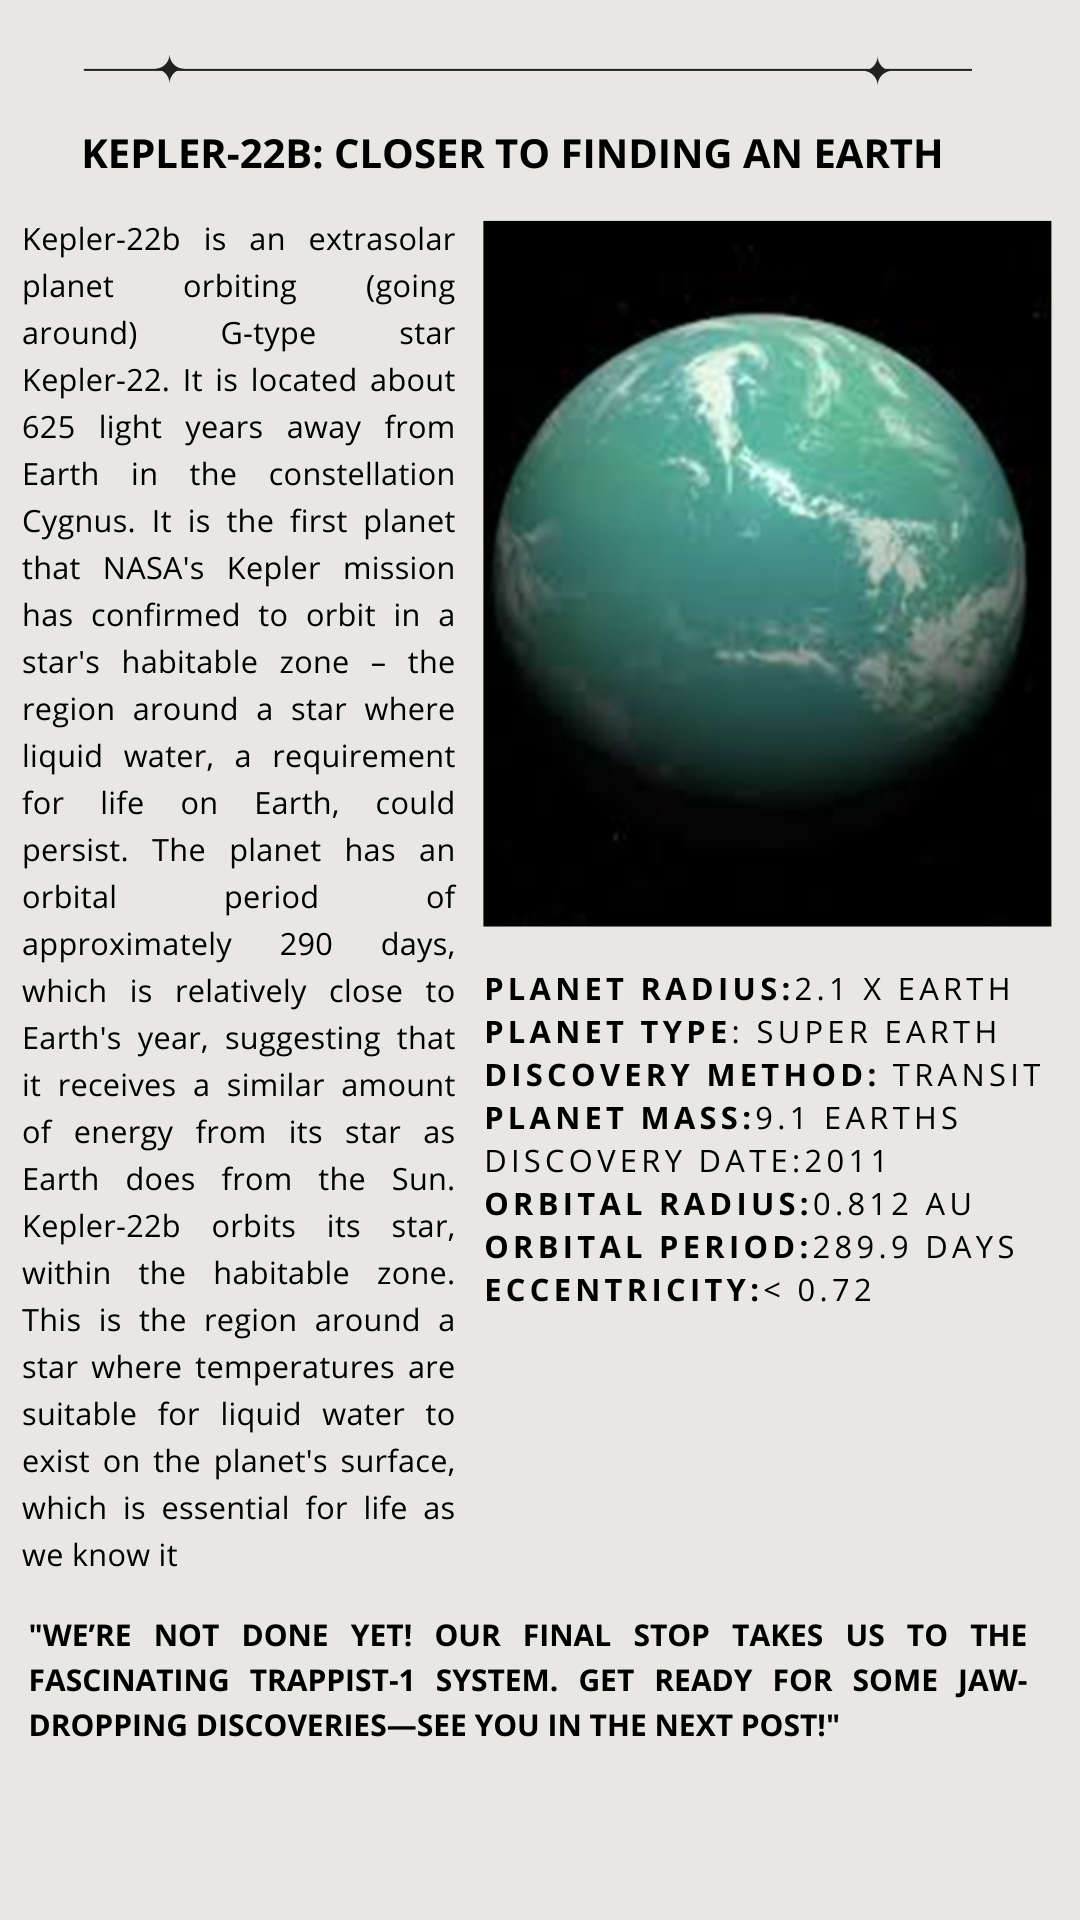 KEPLER-22B: CLOSER TO FINDING AN EARTH
Kepler-22b is an extrasolar
planet orbiting (going
around) G-type star
Kepler-22. It is located about
625 light years away from
Earth in the constellation
Cygnus. It is the first planet
that NASA's Kepler mission
has confirmed to orbit in a
star's habitable zone – the
region around a star where
liquid water, a requirement
for life on Earth, could
persist. The planet has an
orbital period of
approximately 290 days,
which is relatively close to
Earth's year, suggesting that
it receives a similar amount
of energy from its star as
Earth does from the Sun.
Kepler-22b orbits its star,
within the habitable zone.
This is the region around a
star where temperatures are
suitable for liquid water to
exist on the planet's surface,
which is essential for life as
we know it
PLANET RADIUS:2.1 X EARTH
PLANET TYPE: SUPER EARTH
DISCOVERY METHOD: TRANSIT
PLANET MASS:9.1 EARTHS
DISCOVERY DATE:2011
ORBITAL RADIUS:0.812 AU
ORBITAL PERIOD:289.9 DAYS
ECCENTRICITY:< 0.72
"WE’RE NOT DONE YET! OUR FINAL STOP TAKES US TO THE
FASCINATING TRAPPIST-1 SYSTEM. GET READY FOR SOME JAW-
DROPPING DISCOVERIES—SEE YOU IN THE NEXT POST!"